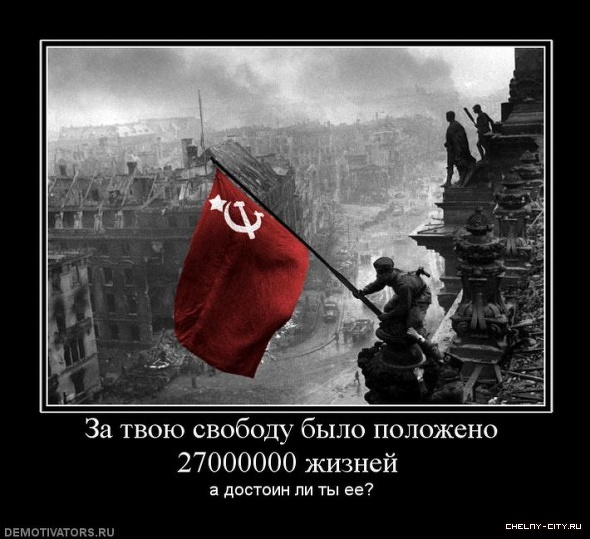 За твою свободу было положено
27000000 жизней
а достоин ли ты ее?
DEMOTIVATORS.RU
CHELNY-CITY.RU